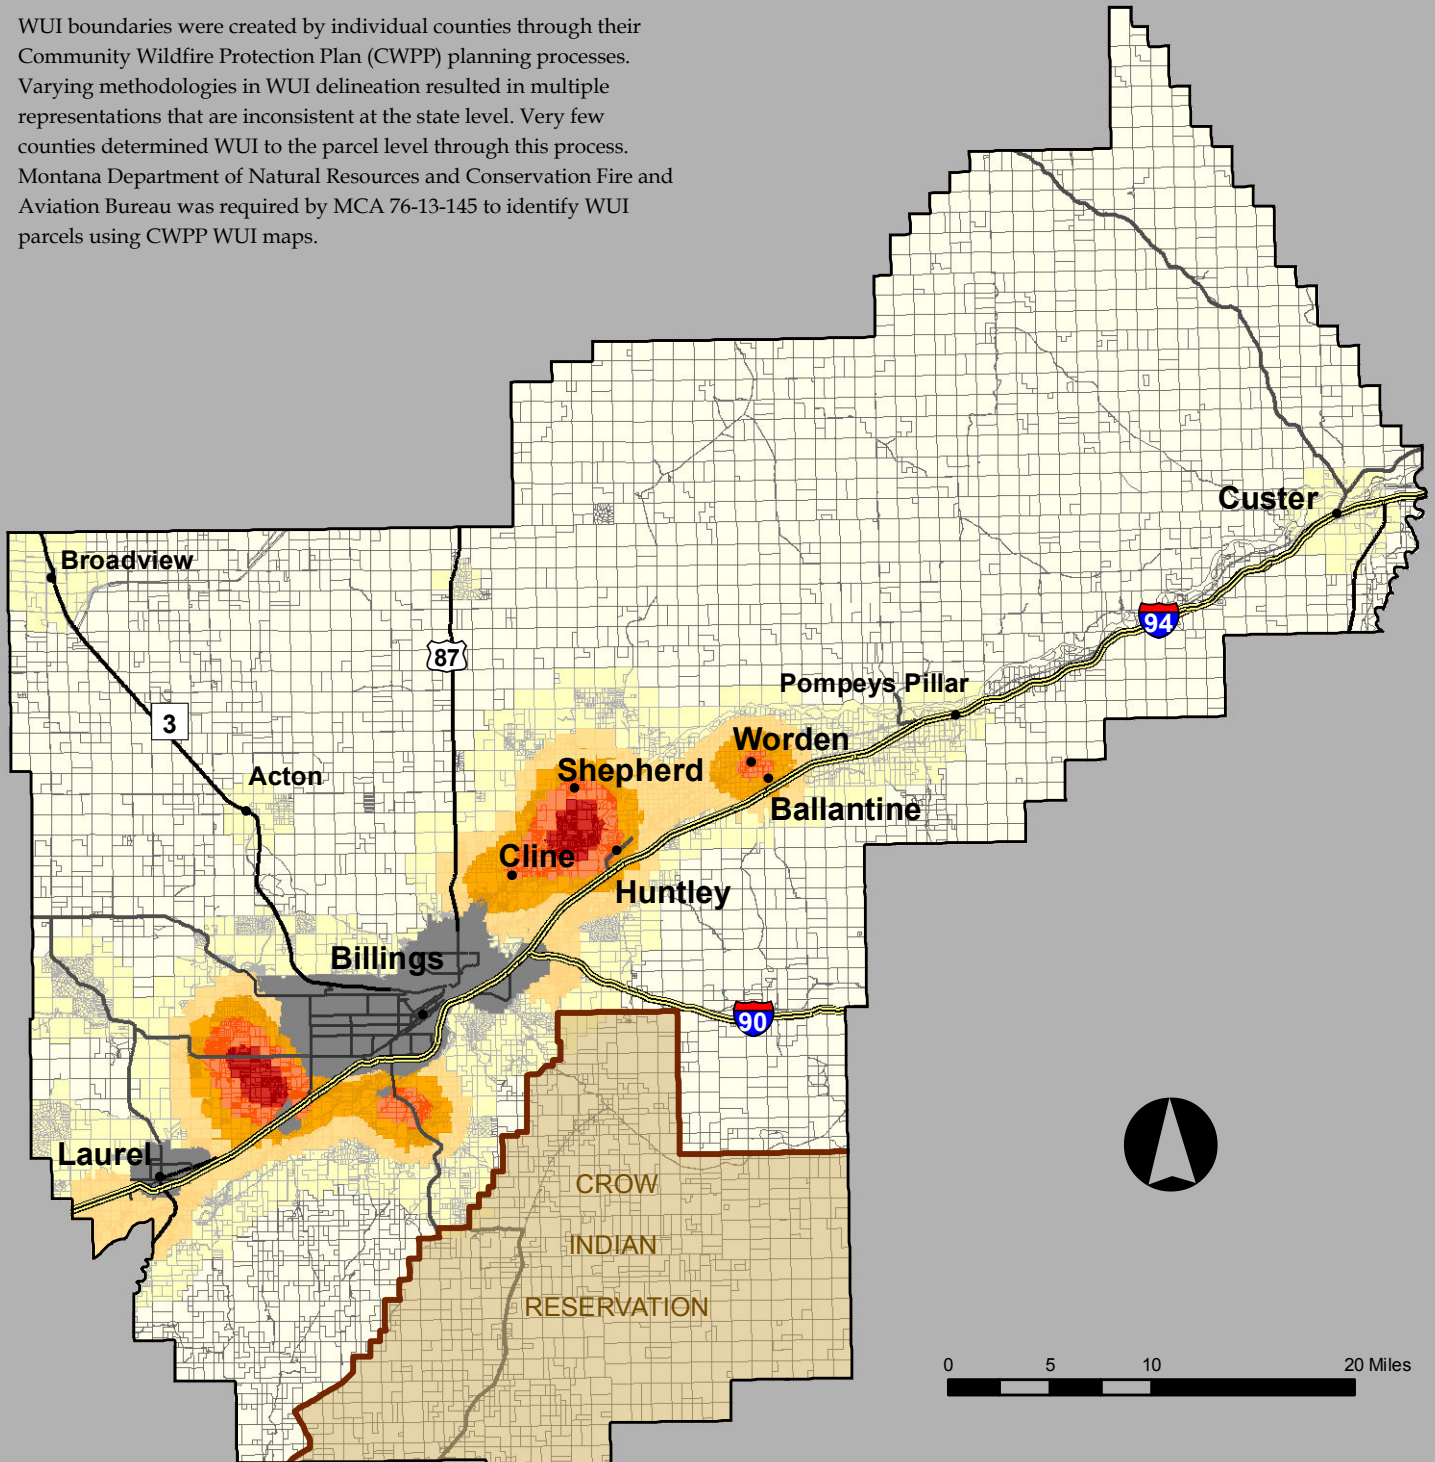 WUI boundaries were created by individual counties through their
Community Wildfire Protection Plan (CWPP) planning processes.
Varying methodologies in WUI delineation resulted in multiple
representations that are inconsistent at the state level. Very few
counties determined WUI to the parcel level through this process.
Montana Department of Natural Resources and Conservation Fire and
Aviation Bureau was required by MCA 76-13-145 to identify WUI
parcels using CWPP WUI maps.
Custer
Broadview
94
87
Pompeys Pillar
3
Worden
Acton
Shepherd
Ballantine
Cline
Huntley
Billings
90
Laurel
CROW
INDIAN
RESERVATION
0 5 10 20 Miles